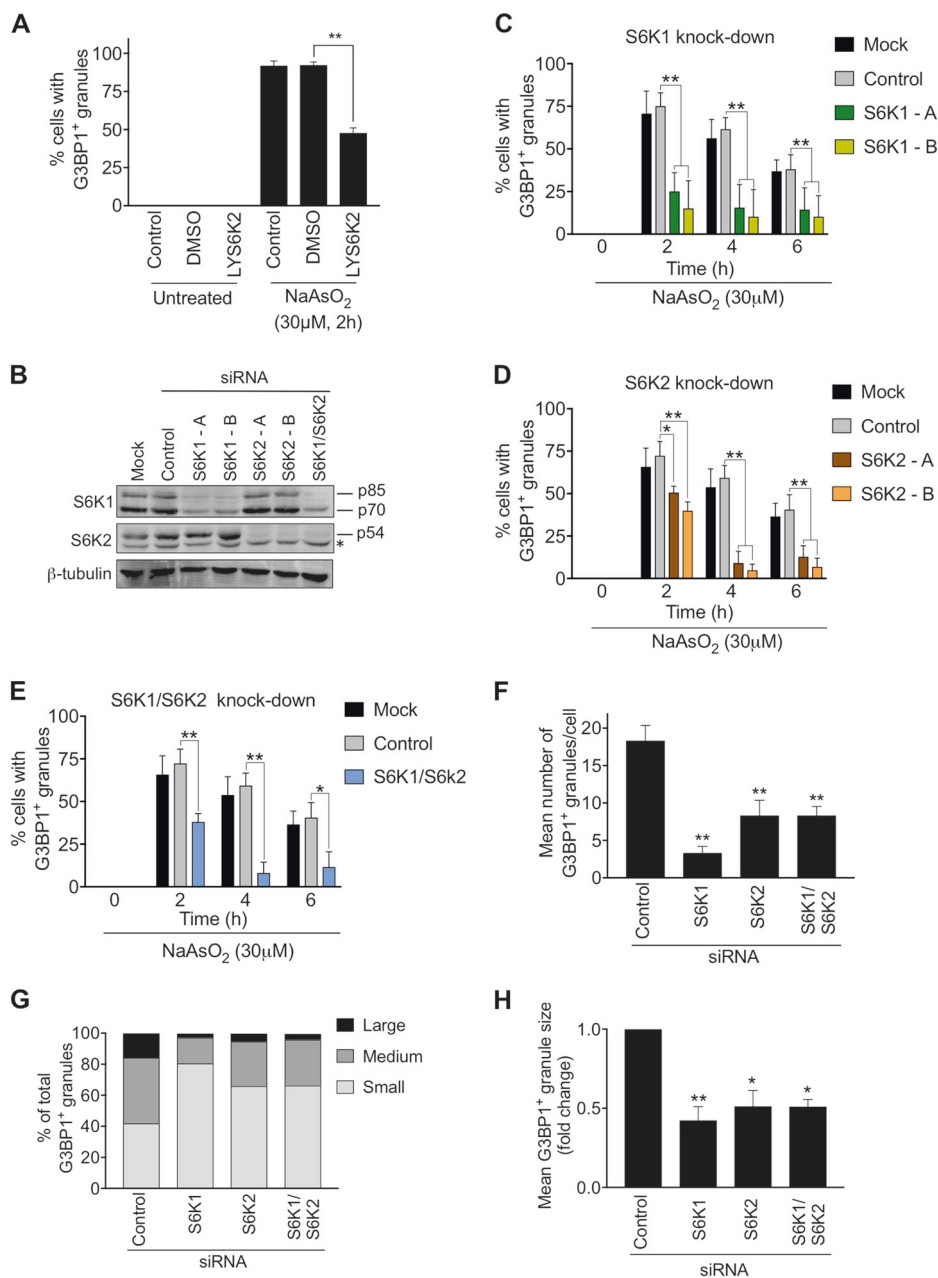 A
% cells with
G3BP1⁺ granules
100
75
50
25
0
**
Control
DMSO
LYS6K2
Control
DMSO
LYS6K2
Untreated
NaAsO₂
(30µM, 2h)
B
siRNA
Mock
Control
S6K1 - A
S6K1 - B
S6K2 - A
S6K2 - B
S6K1/S6K2
S6K1
p85
p70
S6K2
p54
*
β-tubulin
C
S6K1 knock-down
Mock
Control
S6K1 - A
S6K1 - B
% cells with
G3BP1⁺ granules
100
75
50
25
0
**
**
**
0
2
4
6
Time (h)
NaAsO₂ (30µM)
D
S6K2 knock-down
Mock
Control
S6K2 - A
S6K2 - B
% cells with
G3BP1⁺ granules
100
75
50
25
0
**
*
**
**
0
2
4
6
Time (h)
NaAsO₂ (30µM)
E
S6K1/S6K2 knock-down
Mock
Control
S6K1/S6k2
% cells with
G3BP1⁺ granules
100
75
50
25
0
**
**
*
0
2
4
6
Time (h)
NaAsO₂ (30µM)
F
Mean number of
G3BP1⁺ granules/cell
20
15
10
5
0
**
**
**
Control
S6K1
S6K2
S6K1/
S6K2
siRNA
G
% of total
G3BP1⁺ granules
100
80
60
40
20
0
Large
Medium
Small
Control
S6K1
S6K2
S6K1/
S6K2
siRNA
H
Mean G3BP1⁺ granule size
(fold change)
1.0
0.5
0.0
**
*
*
Control
S6K1
S6K2
S6K1/
S6K2
siRNA